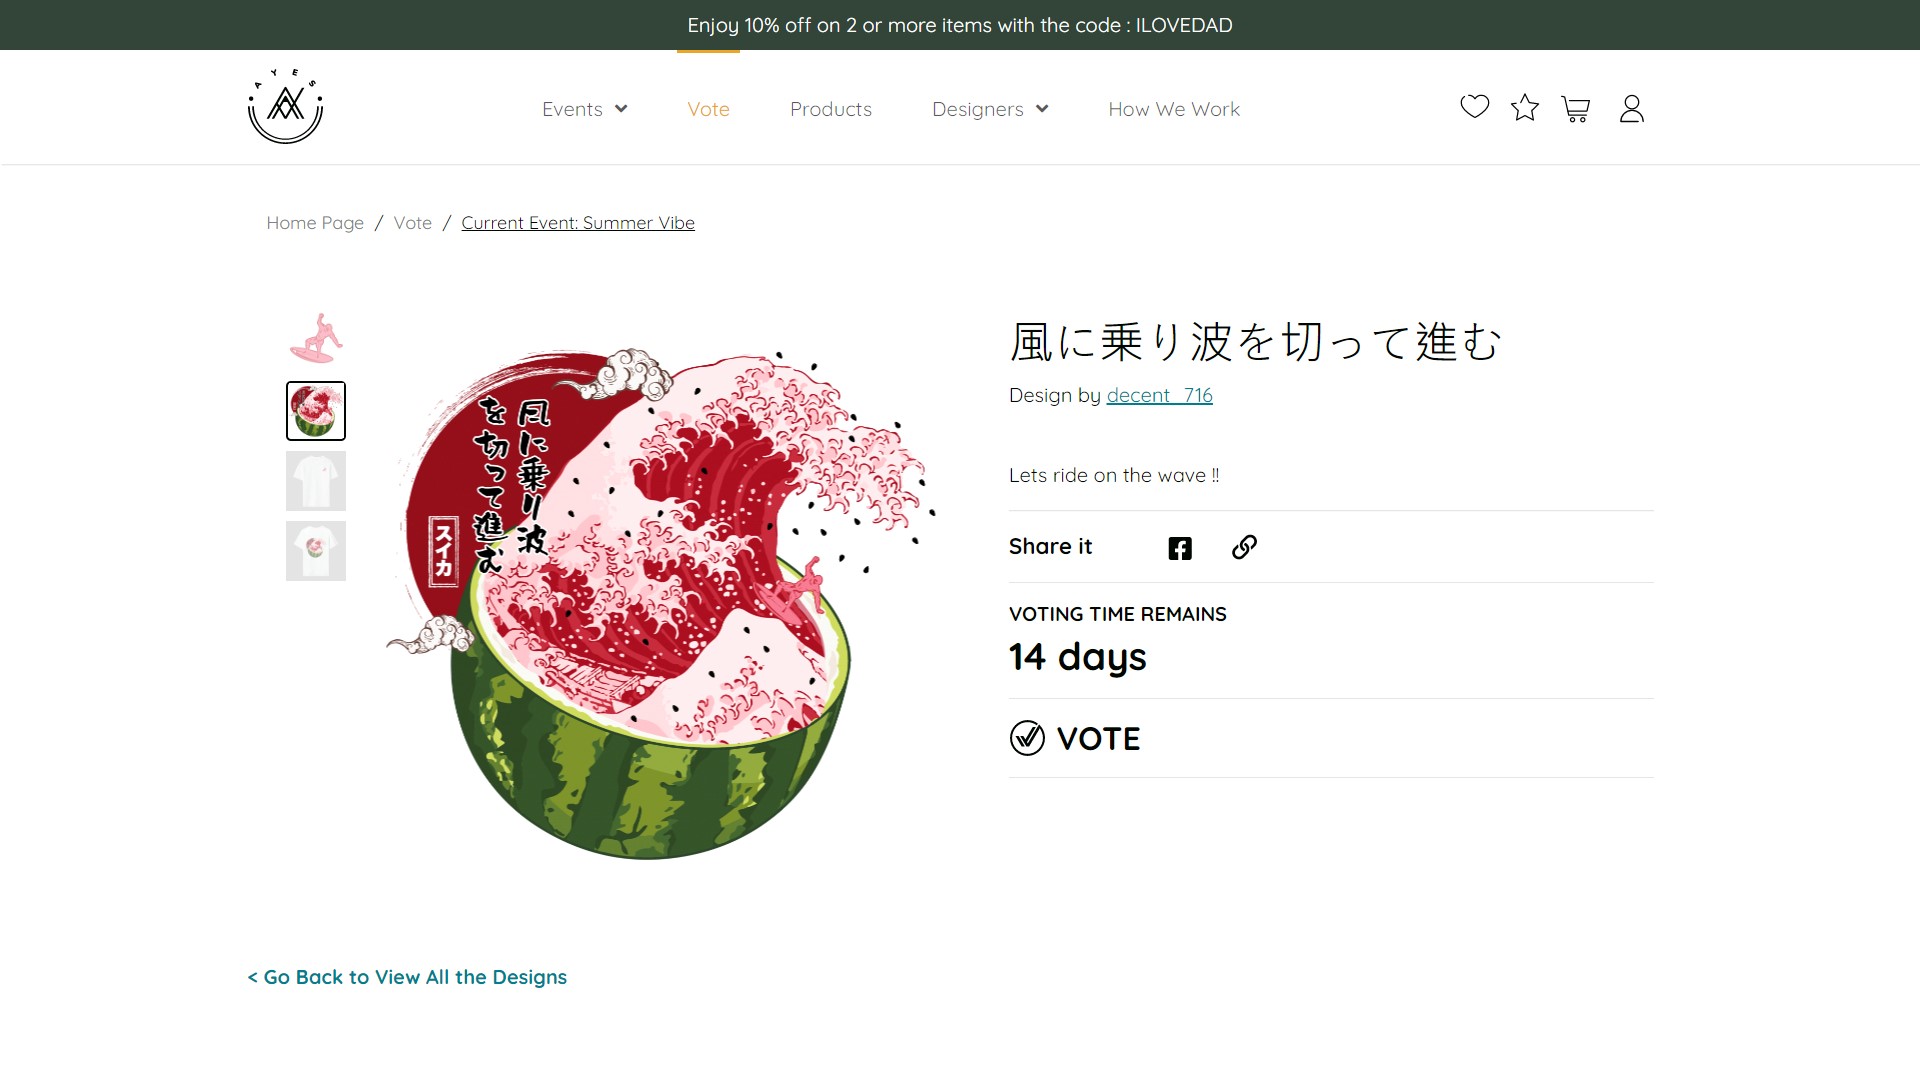 Enjoy 10% off on 2 or more items with the code : ILOVEDAD
AYES
Events
Vote
Products
Designers
How We Work
Home Page / Vote / Current Event: Summer Vibe
風に乗り波
を切って進む
スイカ
風に乗り波を切って進む
Design by decent_716
Lets ride on the wave !!
Share it
VOTING TIME REMAINS
14 days
VOTE
< Go Back to View All the Designs